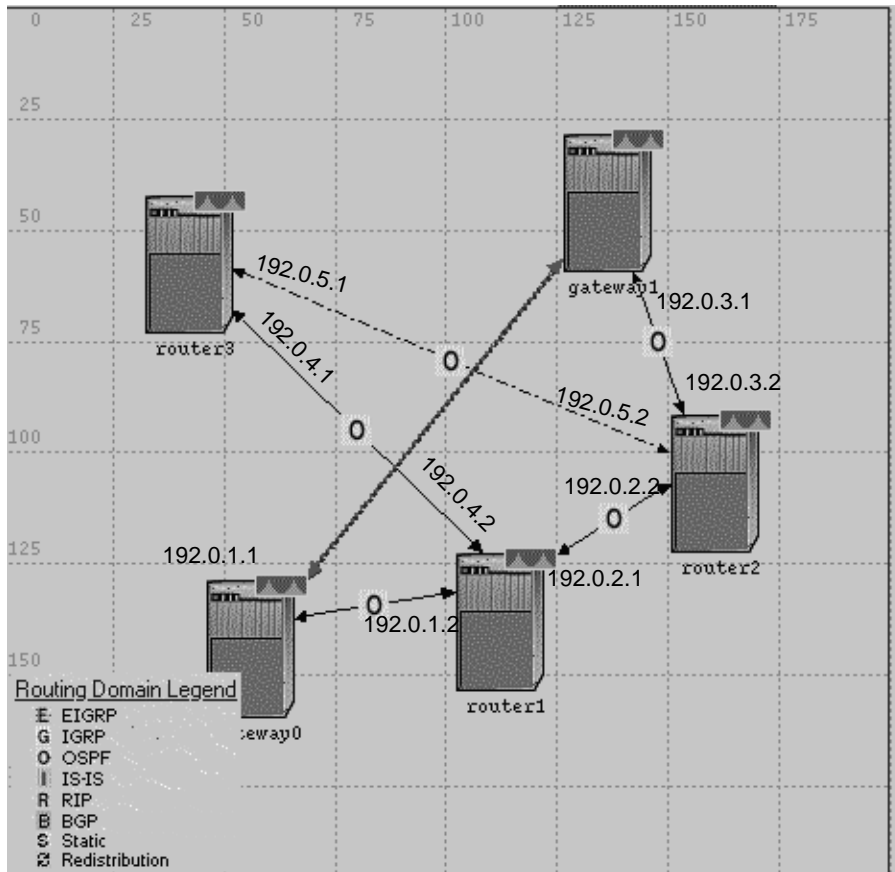 0 25 50 75 100 125 150 175
25
50
75
100
125
150
192.0.5.1
gateway1
192.0.3.1
192.0.4.1
router3
O
O
192.0.3.2
192.0.5.2
O
192.0.4.2
192.0.2.2
O
192.0.1.1
192.0.2.1
router2
O
192.0.1.2
router1
eway0
Routing Domain Legend
E EIGRP
G IGRP
O OSPF
I IS-IS
R RIP
B BGP
S Static
Redistribution